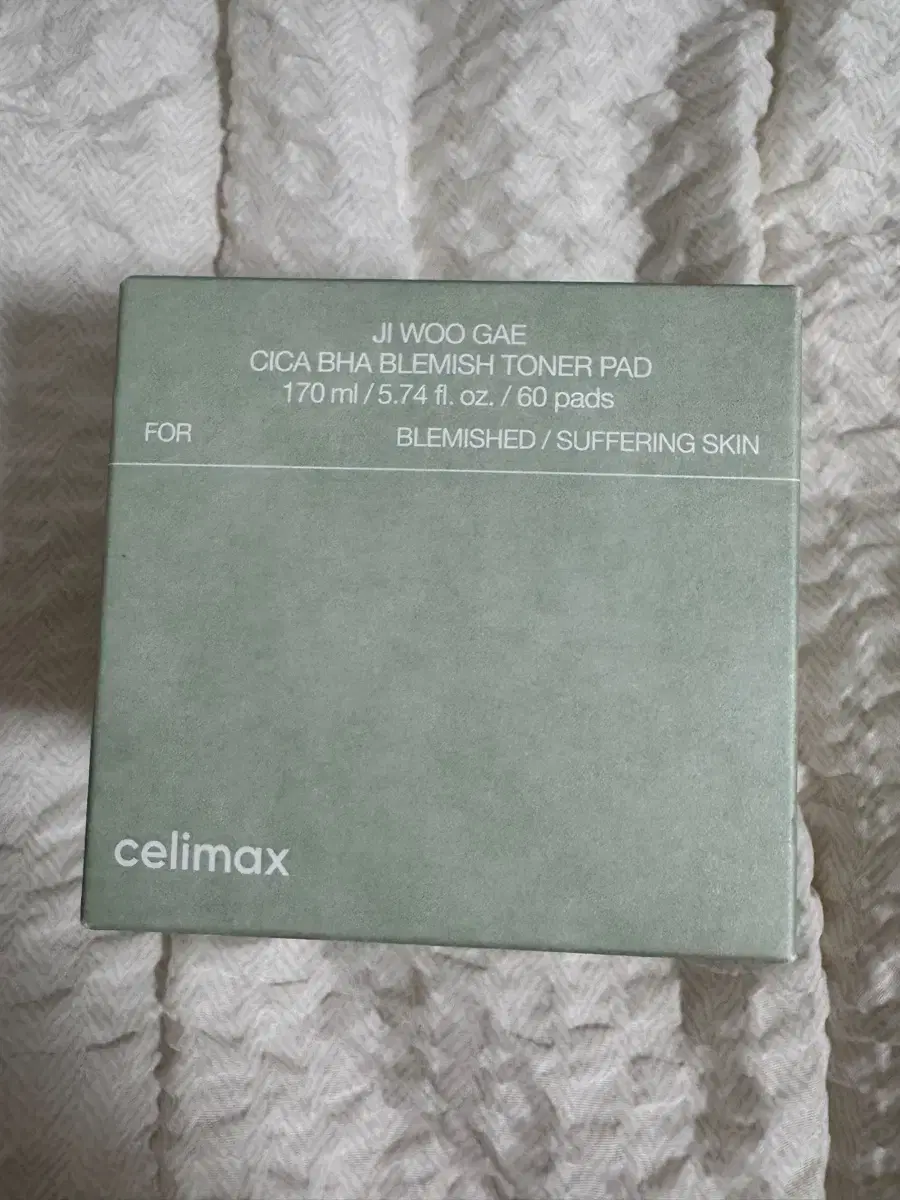 JI WOO GAE
CICA BHA BLEMISH TONER PAD
170 ml / 5.74 fl. oz. / 60 pads
FOR BLEMISHED / SUFFERING SKIN
celimax